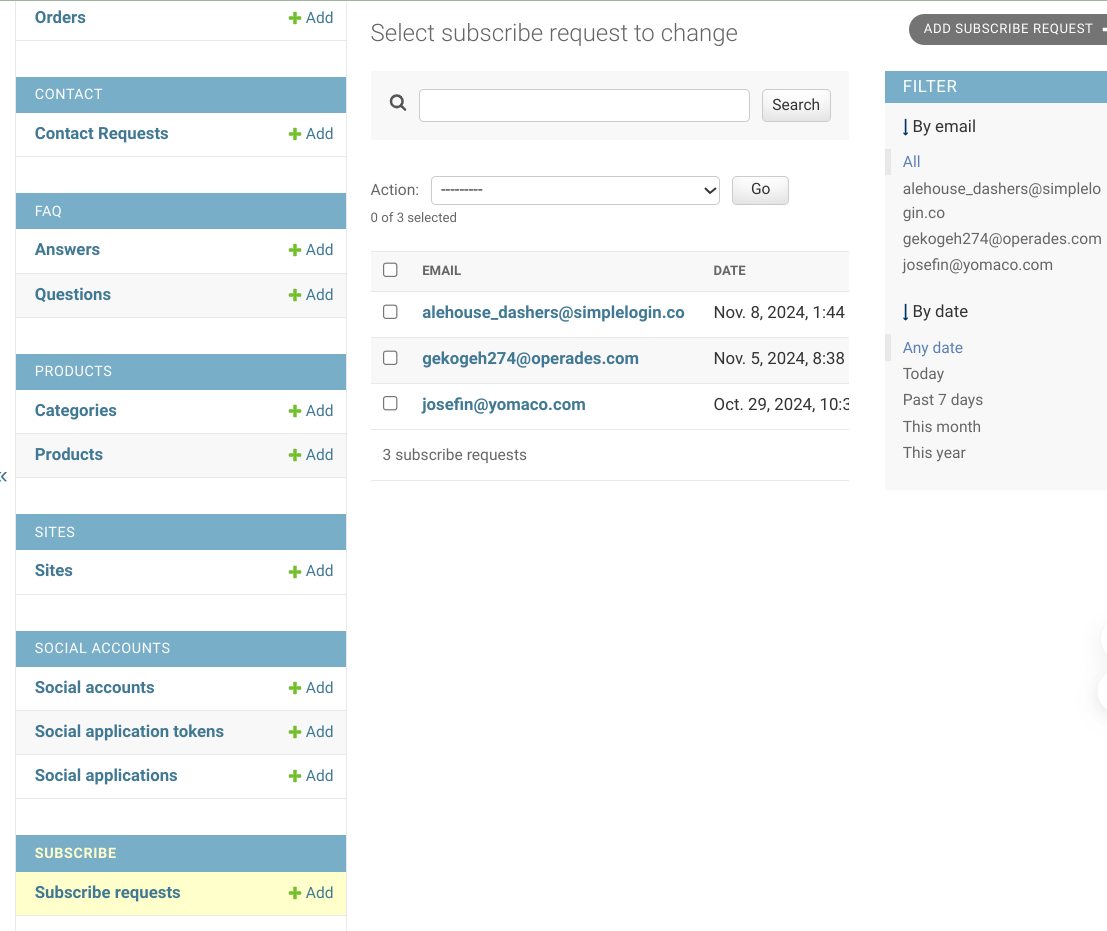 Orders Add
CONTACT
Contact Requests Add
FAQ
Answers Add
Questions Add
PRODUCTS
Categories Add
Products Add
«
SITES
Sites Add
SOCIAL ACCOUNTS
Social accounts Add
Social application tokens Add
Social applications Add
SUBSCRIBE
Subscribe requests Add
Select subscribe request to change
ADD SUBSCRIBE REQUEST
Search
Action: --------- Go
0 of 3 selected
EMAIL DATE
alehouse_dashers@simplelogin.co Nov. 8, 2024, 1:44
gekogeh274@operades.com Nov. 5, 2024, 8:38
josefin@yomaco.com Oct. 29, 2024, 10:3
3 subscribe requests
FILTER
By email
All
alehouse_dashers@simplelo
gin.co
gekogeh274@operades.com
josefin@yomaco.com
By date
Any date
Today
Past 7 days
This month
This year